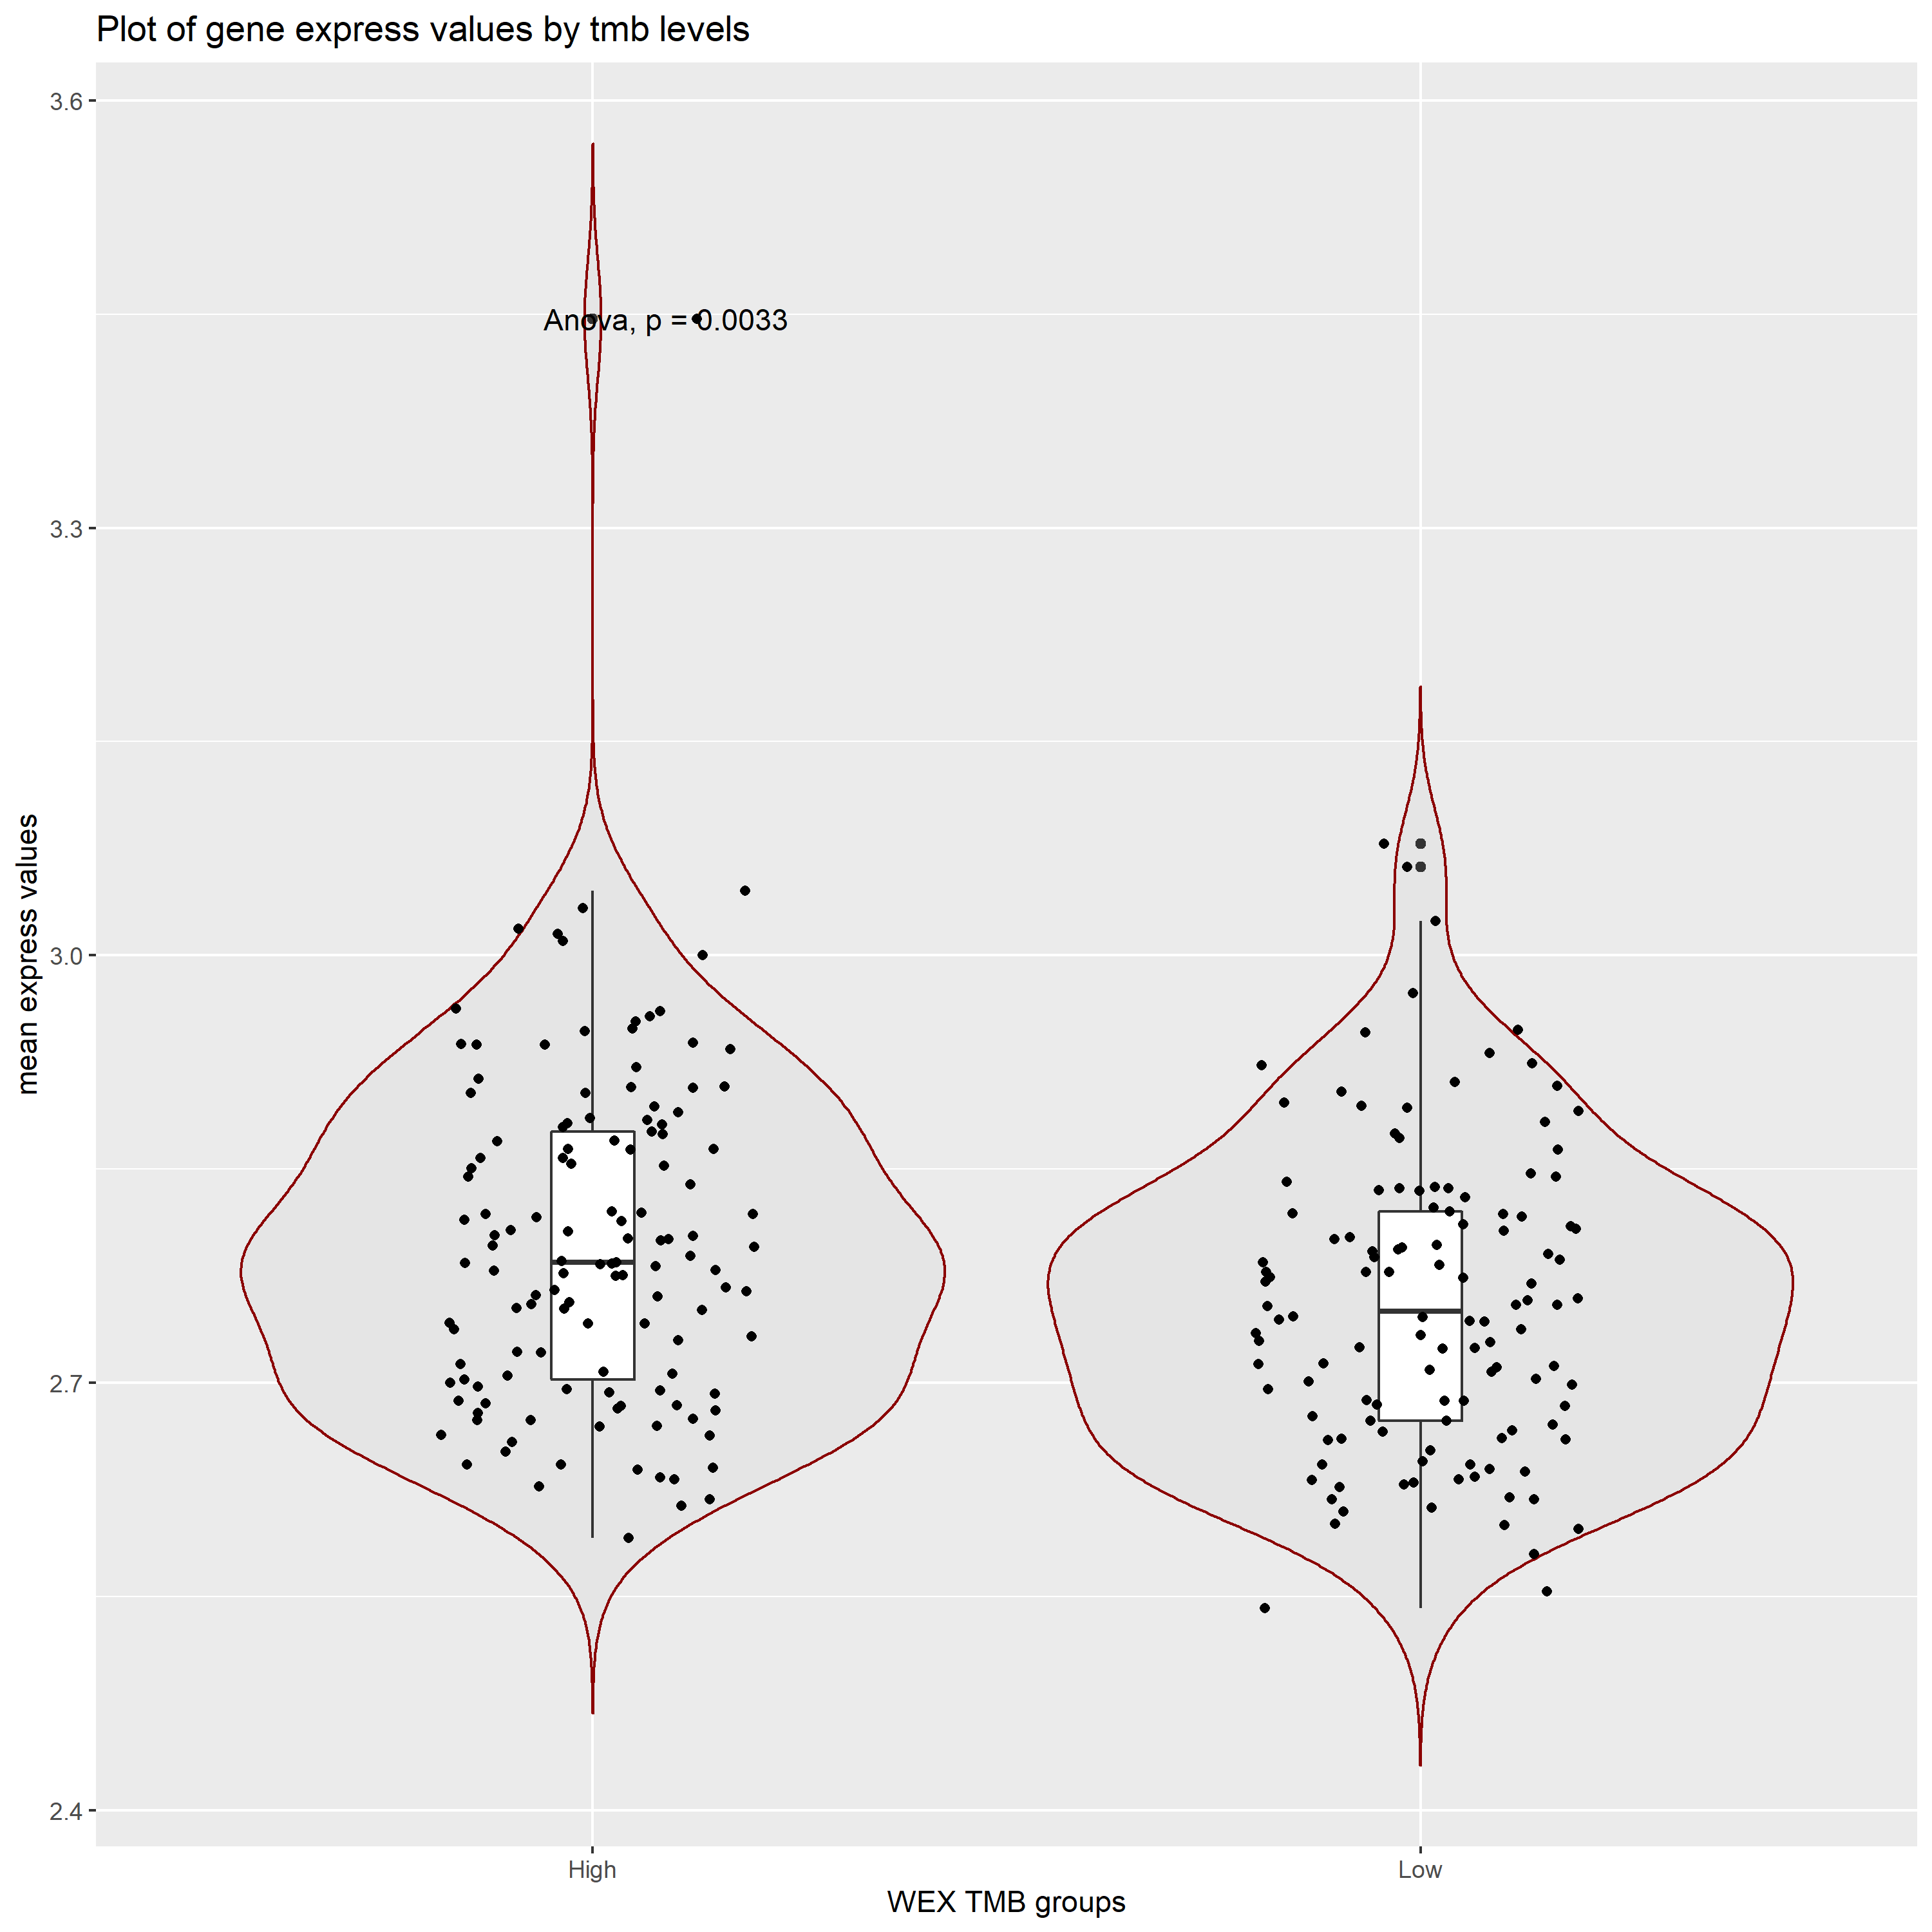 Plot of gene express values by tmb levels
3.6
Anova, p = 0.0033
3.3
mean express values
3.0
2.7
2.4
High
Low
WEX TMB groups